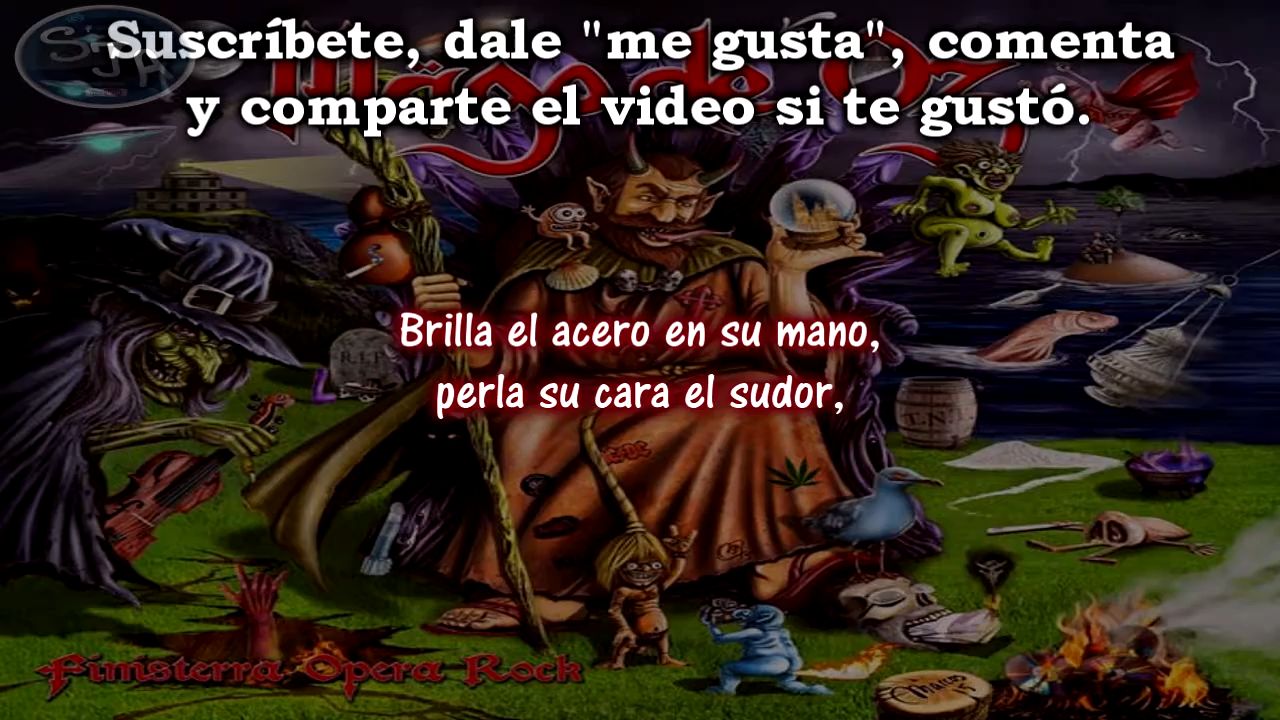 SJA
Suscríbete, dale "me gusta", comenta
y comparte el video si te gustó.
Mägo de Oz
R.I.P
Brilla el acero en su mano,
perla su cara el sudor,
T.N.T
Finisterra Opera Rock